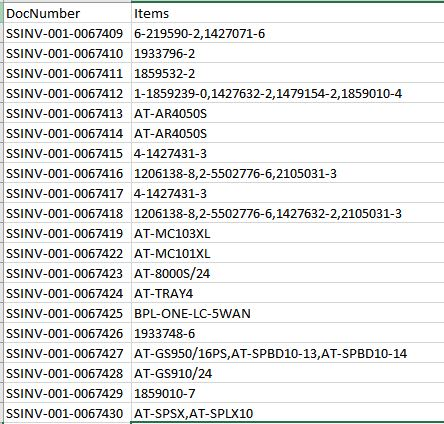 DocNumber Items
SSINV-001-0067409 6-219590-2,1427071-6
SSINV-001-0067410 1933796-2
SSINV-001-0067411 1859532-2
SSINV-001-0067412 1-1859239-0,1427632-2,1479154-2,1859010-4
SSINV-001-0067413 AT-AR4050S
SSINV-001-0067414 AT-AR4050S
SSINV-001-0067415 4-1427431-3
SSINV-001-0067416 1206138-8,2-5502776-6,2105031-3
SSINV-001-0067417 4-1427431-3
SSINV-001-0067418 1206138-8,2-5502776-6,1427632-2,2105031-3
SSINV-001-0067419 AT-MC103XL
SSINV-001-0067422 AT-MC101XL
SSINV-001-0067423 AT-8000S/24
SSINV-001-0067424 AT-TRAY4
SSINV-001-0067425 BPL-ONE-LC-5WAN
SSINV-001-0067426 1933748-6
SSINV-001-0067427 AT-GS950/16PS,AT-SPBD10-13,AT-SPBD10-14
SSINV-001-0067428 AT-GS910/24
SSINV-001-0067429 1859010-7
SSINV-001-0067430 AT-SPSX,AT-SPLX10